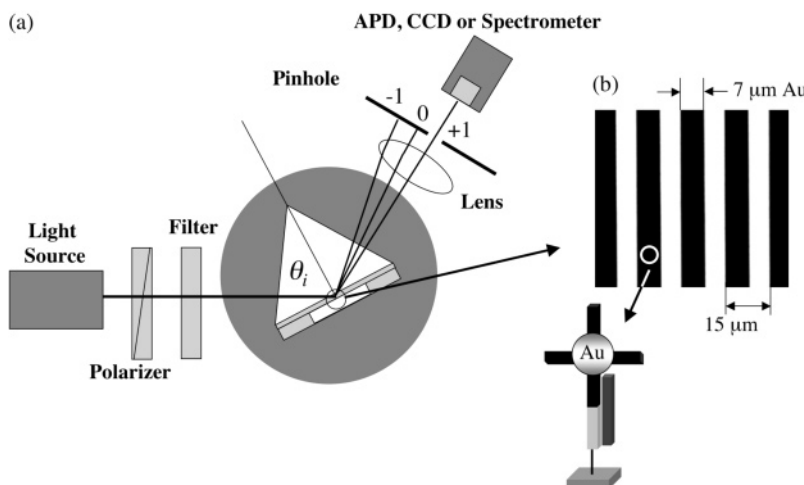 (a)
APD, CCD or Spectrometer
Pinhole
-1
0
+1
Lens
Light
Source
Filter
θi
Polarizer
(b)
7 μm Au
15 μm
Au